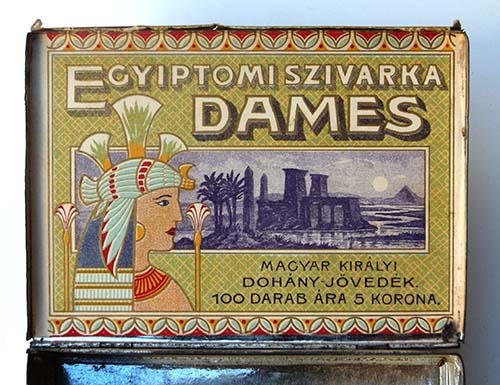 EGYIPTOMI SZIVARKA
DAMES
MAGYAR KIRÁLYI
DOHÁNY-JÖVEDÉK.
100 DARAB ÁRA 5 KORONA.